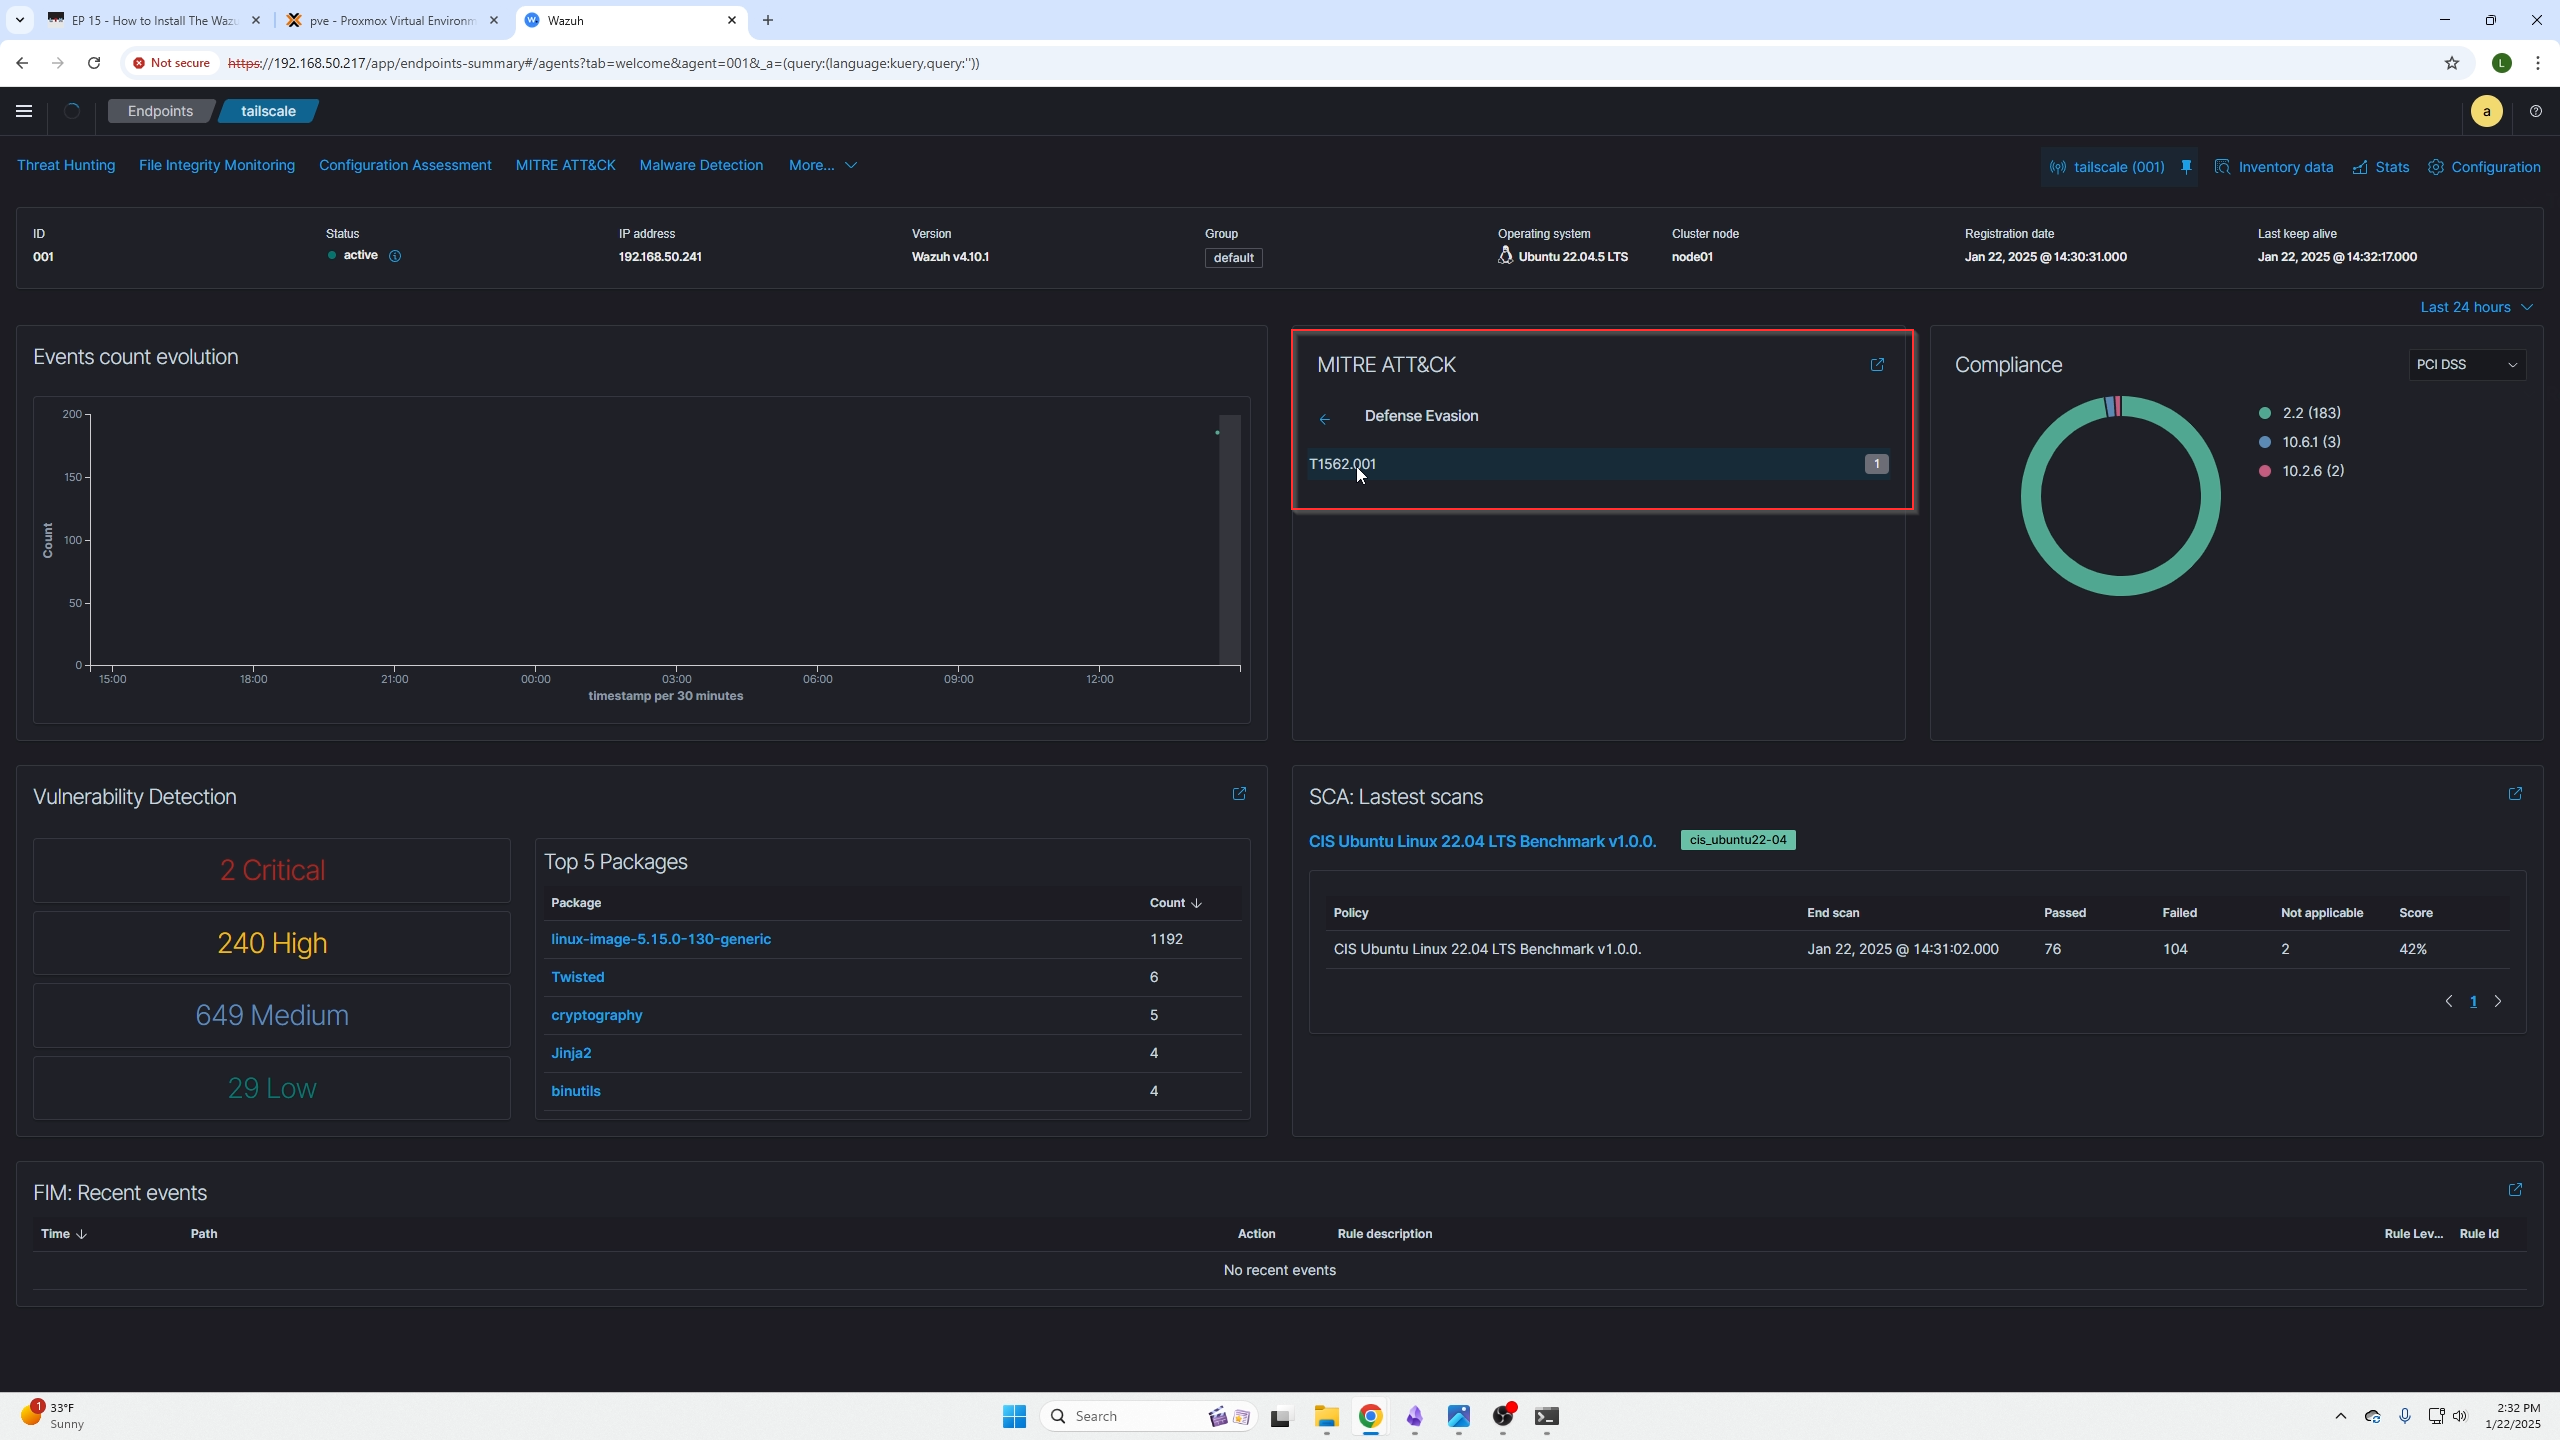 EP 15 - How to Install The Wazu
pve - Proxmox Virtual Environm
Wazuh
Not secure
https://192.168.50.217/app/endpoints-summary#/agents?tab=welcome&agent=001&_a=(query:(language:kuery,query:''))
L
Endpoints
tailscale
a
Threat Hunting
File Integrity Monitoring
Configuration Assessment
MITRE ATT&CK
Malware Detection
More...
tailscale (001)
Inventory data
Stats
Configuration
ID
001
Status
active
IP address
192.168.50.241
Version
Wazuh v4.10.1
Group
default
Operating system
Ubuntu 22.04.5 LTS
Cluster node
node01
Registration date
Jan 22, 2025 @ 14:30:31.000
Last keep alive
Jan 22, 2025 @ 14:32:17.000
Last 24 hours
Events count evolution
200
150
100
50
0
Count
15:00
18:00
21:00
00:00
03:00
06:00
09:00
12:00
timestamp per 30 minutes
MITRE ATT&CK
Defense Evasion
T1562.001
1
Compliance
PCI DSS
2.2 (183)
10.6.1 (3)
10.2.6 (2)
Vulnerability Detection
2 Critical
240 High
649 Medium
29 Low
Top 5 Packages
Package Count
linux-image-5.15.0-130-generic 1192
Twisted 6
cryptography 5
Jinja2 4
binutils 4
SCA: Lastest scans
CIS Ubuntu Linux 22.04 LTS Benchmark v1.0.0.
cis_ubuntu22-04
Policy End scan Passed Failed Not applicable Score
CIS Ubuntu Linux 22.04 LTS Benchmark v1.0.0. Jan 22, 2025 @ 14:31:02.000 76 104 2 42%
1
FIM: Recent events
Time Path Action Rule description Rule Lev... Rule Id
No recent events
1
33°F
Sunny
Search
2:32 PM
1/22/2025